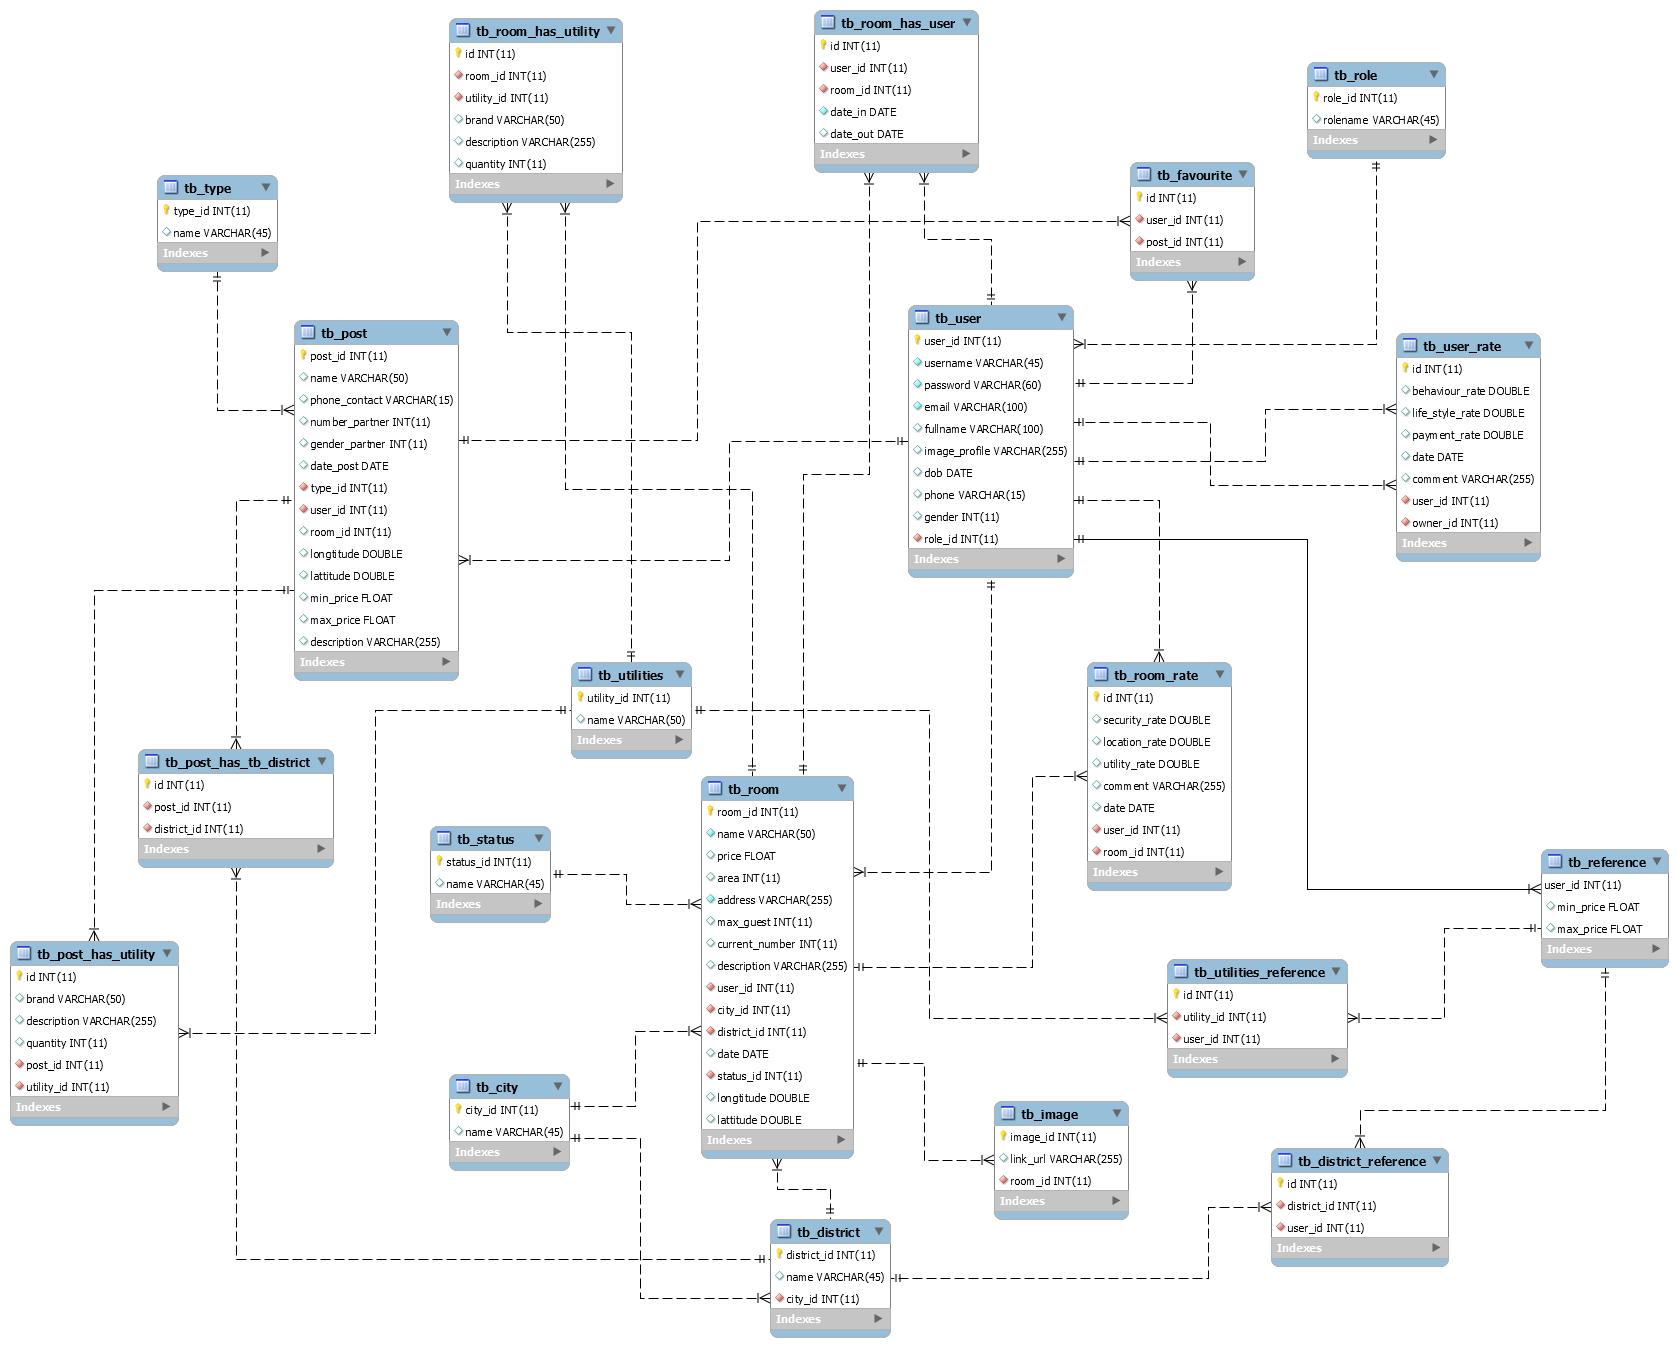 tb_room_has_utility
id INT(11)
room_id INT(11)
utility_id INT(11)
brand VARCHAR(50)
description VARCHAR(255)
quantity INT(11)
Indexes
tb_room_has_user
id INT(11)
user_id INT(11)
room_id INT(11)
date_in DATE
date_out DATE
Indexes
tb_role
role_id INT(11)
rolename VARCHAR(45)
Indexes
tb_type
type_id INT(11)
name VARCHAR(45)
Indexes
tb_favourite
id INT(11)
user_id INT(11)
post_id INT(11)
Indexes
tb_post
post_id INT(11)
name VARCHAR(50)
phone_contact VARCHAR(15)
number_partner INT(11)
gender_partner INT(11)
date_post DATE
type_id INT(11)
user_id INT(11)
room_id INT(11)
longtitude DOUBLE
lattitude DOUBLE
min_price FLOAT
max_price FLOAT
description VARCHAR(255)
Indexes
tb_user
user_id INT(11)
username VARCHAR(45)
password VARCHAR(60)
email VARCHAR(100)
fullname VARCHAR(100)
image_profile VARCHAR(255)
dob DATE
phone VARCHAR(15)
gender INT(11)
role_id INT(11)
Indexes
tb_user_rate
id INT(11)
behaviour_rate DOUBLE
life_style_rate DOUBLE
payment_rate DOUBLE
date DATE
comment VARCHAR(255)
user_id INT(11)
owner_id INT(11)
Indexes
tb_utilities
utility_id INT(11)
name VARCHAR(50)
Indexes
tb_room_rate
id INT(11)
security_rate DOUBLE
location_rate DOUBLE
utility_rate DOUBLE
comment VARCHAR(255)
date DATE
user_id INT(11)
room_id INT(11)
Indexes
tb_post_has_tb_district
id INT(11)
post_id INT(11)
district_id INT(11)
Indexes
tb_room
room_id INT(11)
name VARCHAR(50)
price FLOAT
area INT(11)
address VARCHAR(255)
max_guest INT(11)
current_number INT(11)
description VARCHAR(255)
user_id INT(11)
city_id INT(11)
district_id INT(11)
date DATE
status_id INT(11)
longtitude DOUBLE
lattitude DOUBLE
Indexes
tb_status
status_id INT(11)
name VARCHAR(45)
Indexes
tb_reference
user_id INT(11)
min_price FLOAT
max_price FLOAT
Indexes
tb_post_has_utility
id INT(11)
brand VARCHAR(50)
description VARCHAR(255)
quantity INT(11)
post_id INT(11)
utility_id INT(11)
Indexes
tb_utilities_reference
id INT(11)
utility_id INT(11)
user_id INT(11)
Indexes
tb_city
city_id INT(11)
name VARCHAR(45)
Indexes
tb_image
image_id INT(11)
link_url VARCHAR(255)
room_id INT(11)
Indexes
tb_district_reference
id INT(11)
district_id INT(11)
user_id INT(11)
Indexes
tb_district
district_id INT(11)
name VARCHAR(45)
city_id INT(11)
Indexes